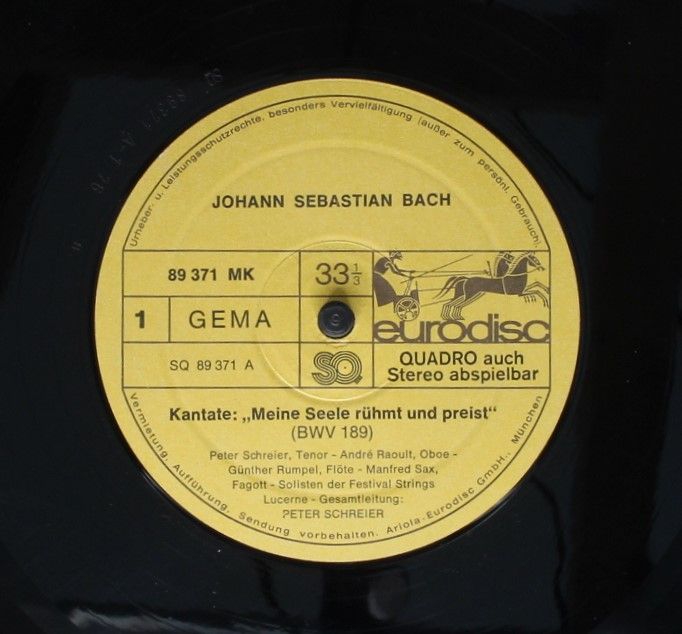 Urheber- u. Leistungsschutzrechte, besonders Vervielfältigung (außer zum persönl. Gebrauch),
JOHANN SEBASTIAN BACH
89 371 MK
33 1/3
1
GEMA
eurodisc
SQ 89 371 A
SQ
QUADRO auch
Stereo abspielbar
Kantate: „Meine Seele rühmt und preist“
(BWV 189)
Peter Schreier, Tenor - André Raoult, Oboe -
Günther Rumpel, Flöte - Manfred Sax,
Fagott - Solisten der Festival Strings
Lucerne - Gesamtleitung:
PETER SCHREIER
Vermietung, Aufführung, Sendung vorbehalten. Ariola-Eurodisc GmbH., München